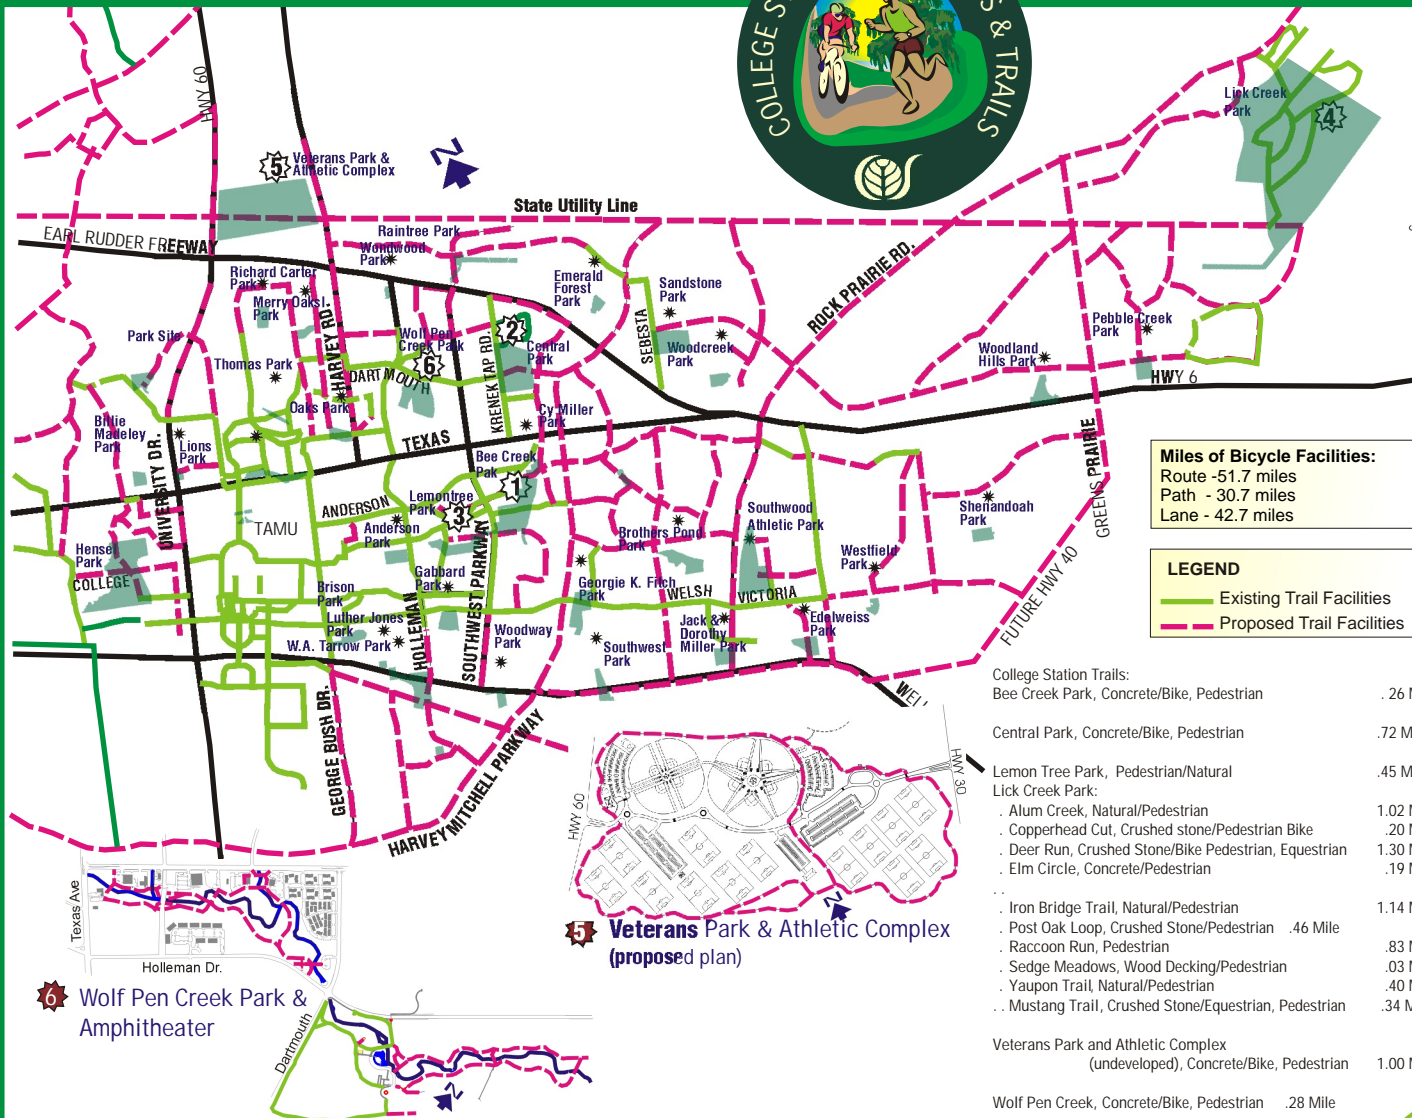 COLLEGE S
S & TRAILS
HWY 60
5
Veterans Park &
Athletic Complex
N
Lick Creek
Park
4
State Utility Line
EARL RUDDER FREEWAY
Raintree Park
Wondwood
Park
Richard Carter
Park
Merry Oaksl.
Park
Emerald
Forest
Park
Sandstone
Park
ROCK PRAIRIE RD.
Pebble Creek
Park
Park Site
HARVEY RD.
Wolf Pen
Creek Park
6
2
Central
Park
KRENEK TAP RD.
SEBESTA
Woodcreek
Park
Woodland
Hills Park
Thomas Park
DARTMOUTH
HWY 6
Oaks Park
Billie
Madeley
Park
Lions
Park
UNIVERSITY DR.
TEXAS
Cy Miller
Park
Bee Creek
Pak
1
GREENS PRAIRIE
Miles of Bicycle Facilities:
Route -51.7 miles
Path - 30.7 miles
Lane - 42.7 miles
ANDERSON
Lemontree
Park
3
TAMU
Anderson
Park
Southwood
Athletic Park
Shenandoah
Park
Brothers Pond
Park
Hensel
Park
COLLEGE
Westfield
Park
Gabbard
Park
Georgie K. Fitch
Park
WELSH
VICTORIA
FUTURE HWY 40
LEGEND
Existing Trail Facilities
Proposed Trail Facilities
Brison
Park
Luther Jones
Park
W.A. Tarrow Park
HOLLEMAN
SOUTHWEST PARKWAY
Woodway
Park
Southwest
Park
Jack &
Dorothy
Miller Park
Edelweiss
Park
GEORGE BUSH DR.
HARVEY MITCHELL PARKWAY
WELL
College Station Trails:
Bee Creek Park, Concrete/Bike, Pedestrian . 26 M
Central Park, Concrete/Bike, Pedestrian .72 M
Lemon Tree Park, Pedestrian/Natural .45 M
Lick Creek Park:
. Alum Creek, Natural/Pedestrian 1.02 M
. Copperhead Cut, Crushed stone/Pedestrian Bike .20 M
. Deer Run, Crushed Stone/Bike Pedestrian, Equestrian 1.30 M
. Elm Circle, Concrete/Pedestrian .19 M
. .
. Iron Bridge Trail, Natural/Pedestrian 1.14 M
. Post Oak Loop, Crushed Stone/Pedestrian .46 Mile
. Raccoon Run, Pedestrian .83 M
. Sedge Meadows, Wood Decking/Pedestrian .03 M
. Yaupon Trail, Natural/Pedestrian .40 M
. . Mustang Trail, Crushed Stone/Equestrian, Pedestrian .34 M
Veterans Park and Athletic Complex
(undeveloped), Concrete/Bike, Pedestrian 1.00 M
Wolf Pen Creek, Concrete/Bike, Pedestrian .28 Mile
HWY 60
HWY 30
N
5 Veterans Park & Athletic Complex
(proposed plan)
Texas Ave
Holleman Dr.
6 Wolf Pen Creek Park &
Amphitheater
Dartmouth
N